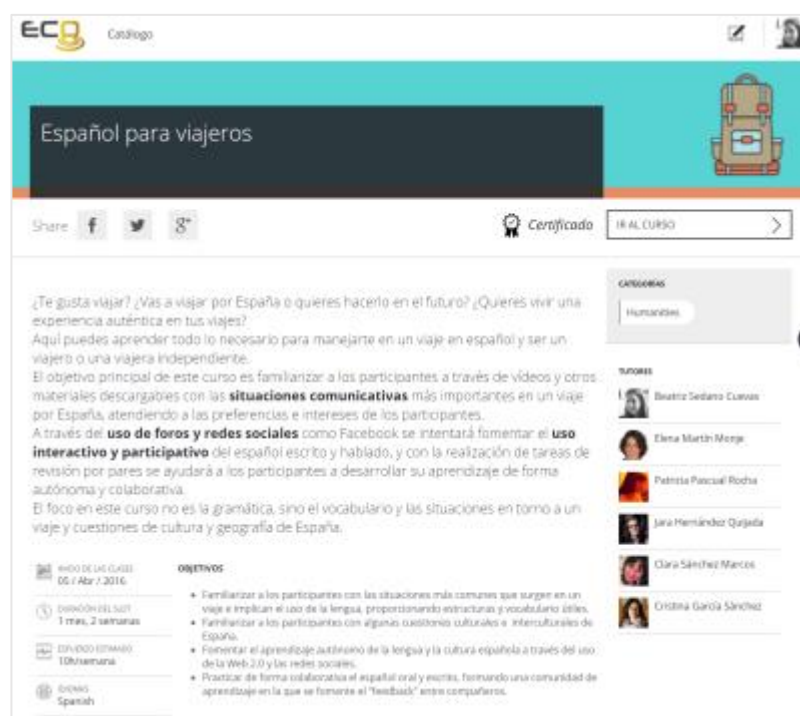 ECO
Catálogo
Español para viajeros
Share
f
g+
Certificado
IR AL CURSO
¿Te gusta viajar? ¿Vas a viajar por España o quieres hacerlo en el futuro? ¿Quieres vivir una
experiencia auténtica en tus viajes?
Aquí puedes aprender todo lo necesario para manejarte en un viaje en español y ser un
viajero o una viajera independiente.
El objetivo principal de este curso es familiarizar a los participantes a través de vídeos y otros
materiales descargables con las situaciones comunicativas más importantes en un viaje
por España, atendiendo a las preferencias e intereses de los participantes.
A través del uso de foros y redes sociales como Facebook se intentará fomentar el uso
interactivo y participativo del español escrito y hablado, y con la realización de tareas de
revisión por pares se ayudará a los participantes a desarrollar su aprendizaje de forma
autónoma y colaborativa.
El foco en este curso no es la gramática, sino el vocabulario y las situaciones en torno a un
viaje y cuestiones de cultura y geografía de España.
INICIO DE LAS CLASES
05 / Abr / 2016
DURACIÓN DEL SLOT
1 mes, 2 semanas
ESFUERZO ESTIMADO
10h/semana
IDIOMAS
Spanish
OBJETIVOS
Familiarizar a los participantes con las situaciones más comunes que surgen en un
viaje e implican el uso de la lengua, proporcionando estructuras y vocabulario útiles.
Familiarizar a los participantes con algunas cuestiones culturales e interculturales de
España.
Fomentar el aprendizaje autónomo de la lengua y la cultura española a través del uso
de la Web 2.0 y las redes sociales.
Practicar de forma colaborativa el español oral y escrito, formando una comunidad de
aprendizaje en la que se fomente el "feedback" entre compañeros.
CATEGORÍAS
Humanities
TUTORES
Beatriz Sedano Cuevas
Elena Martín Monje
Patricia Pascual Rocha
Jara Hernández Quijada
Clara Sánchez Marcos
Cristina García Sánchez